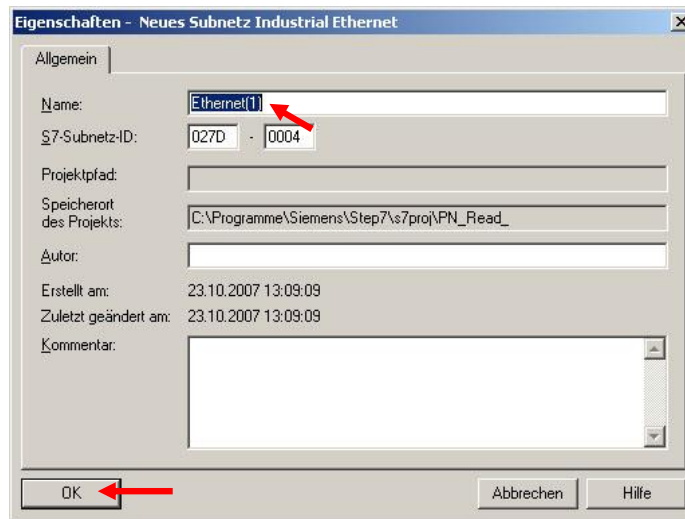 Eigenschaften - Neues Subnetz Industrial Ethernet
Allgemein
Name: Ethernet(1)
S7-Subnetz-ID: 027D - 0004
Projektpfad:
Speicherort
des Projekts: C:\Programme\Siemens\Step7\s7proj\PN_Read_
Autor:
Erstellt am: 23.10.2007 13:09:09
Zuletzt geändert am: 23.10.2007 13:09:09
Kommentar:
OK Abbrechen Hilfe